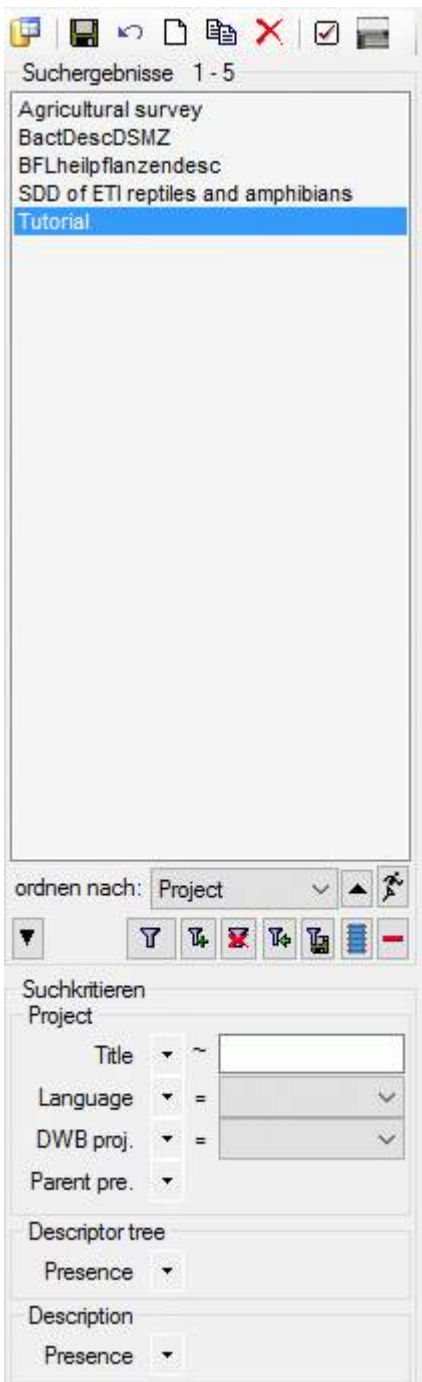 Suchergebnisse 1 - 5
Agricultural survey
BactDescDSMZ
BFLheilpflanzendesc
SDD of ETI reptiles and amphibians
Tutorial
ordnen nach: Project
Suchkritieren
Project
Title ~
Language =
DWB proj. =
Parent pre.
Descriptor tree
Presence
Description
Presence